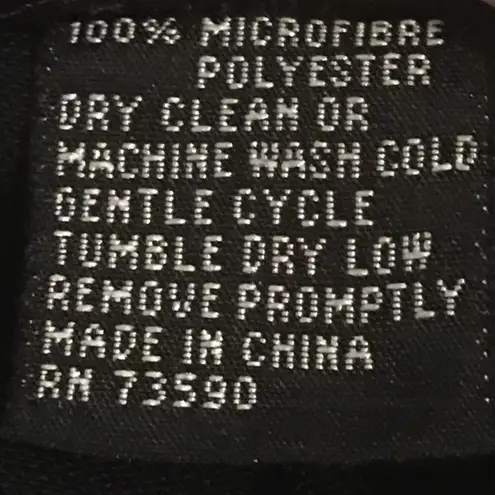 100% MICROFIBRE
POLYESTER
DRY CLEAN OR
MACHINE WASH COLD
GENTLE CYCLE
TUMBLE DRY LOW
REMOVE PROMPTLY
MADE IN CHINA
RN 73590